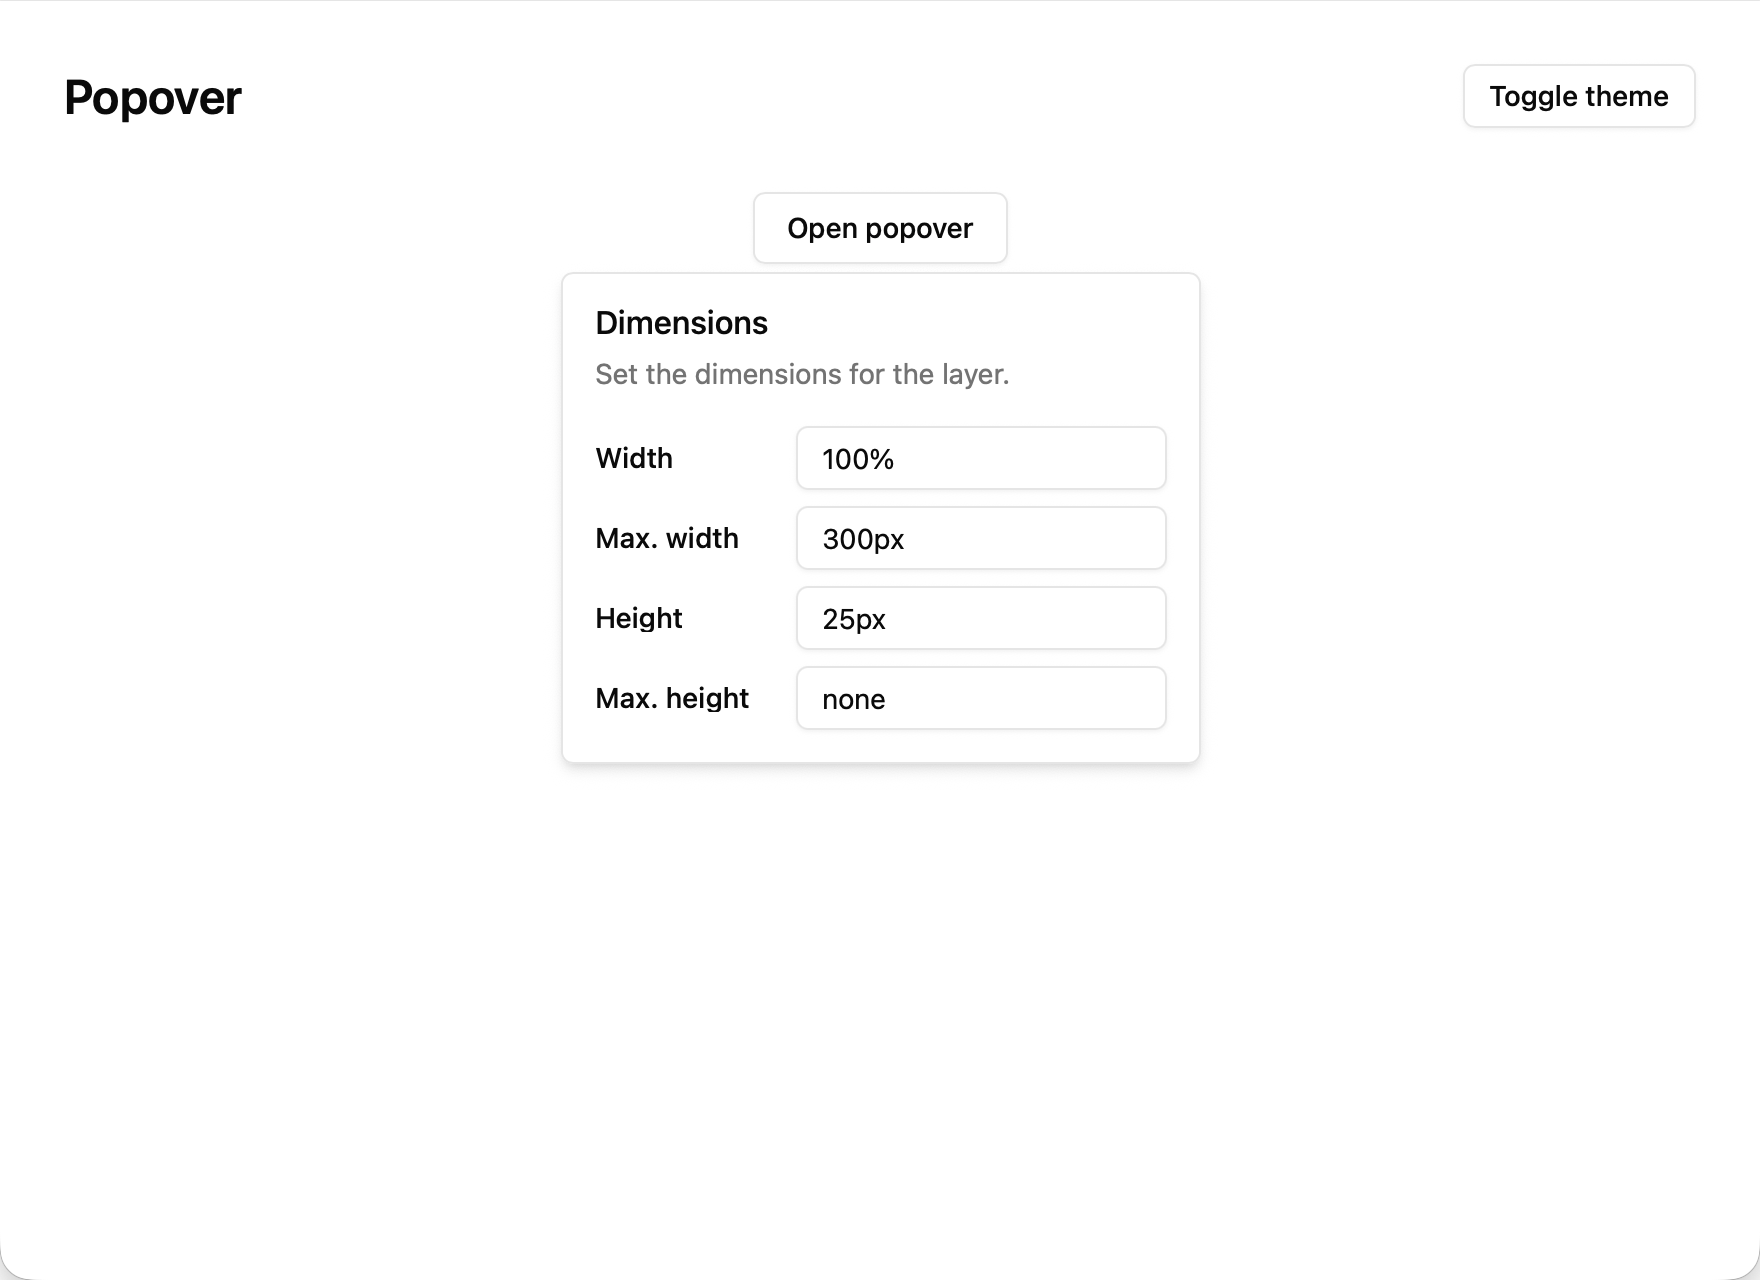 Popover
Toggle theme
Open popover
Dimensions
Set the dimensions for the layer.
Width
100%
Max. width
300px
Height
25px
Max. height
none